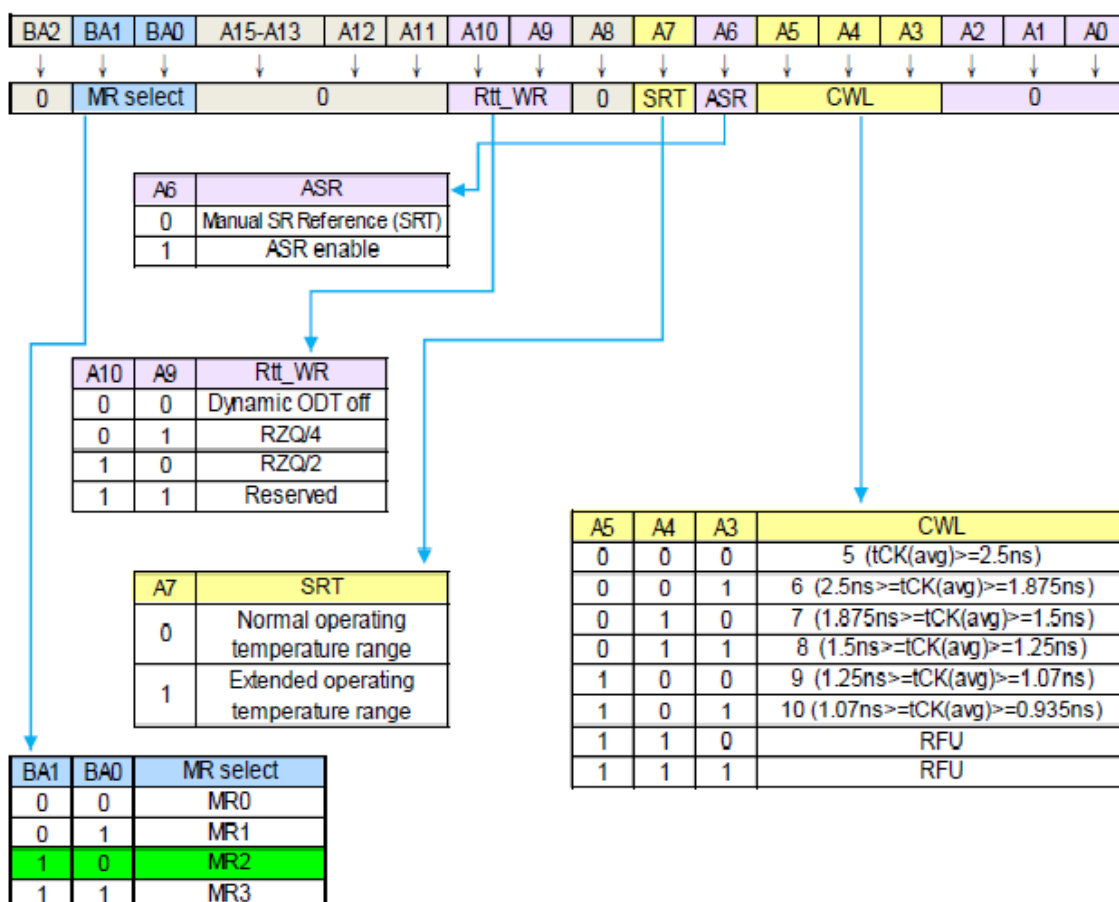 BA2 BA1 BA0 A15-A13 A12 A11 A10 A9 A8 A7 A6 A5 A4 A3 A2 A1 A0
0 MR select 0 Rtt_WR 0 SRT ASR CWL 0
A6 ASR
0 Manual SR Reference (SRT)
1 ASR enable
A10 A9 Rtt_WR
0 0 Dynamic ODT off
0 1 RZQ/4
1 0 RZQ/2
1 1 Reserved
A7 SRT
0 Normal operating
temperature range
1 Extended operating
temperature range
A5 A4 A3 CWL
0 0 0 5 (tCK(avg)>=2.5ns)
0 0 1 6 (2.5ns>=tCK(avg)>=1.875ns)
0 1 0 7 (1.875ns>=tCK(avg)>=1.5ns)
0 1 1 8 (1.5ns>=tCK(avg)>=1.25ns)
1 0 0 9 (1.25ns>=tCK(avg)>=1.07ns)
1 0 1 10 (1.07ns>=tCK(avg)>=0.935ns)
1 1 0 RFU
1 1 1 RFU
BA1 BA0 MR select
0 0 MR0
0 1 MR1
1 0 MR2
1 1 MR3